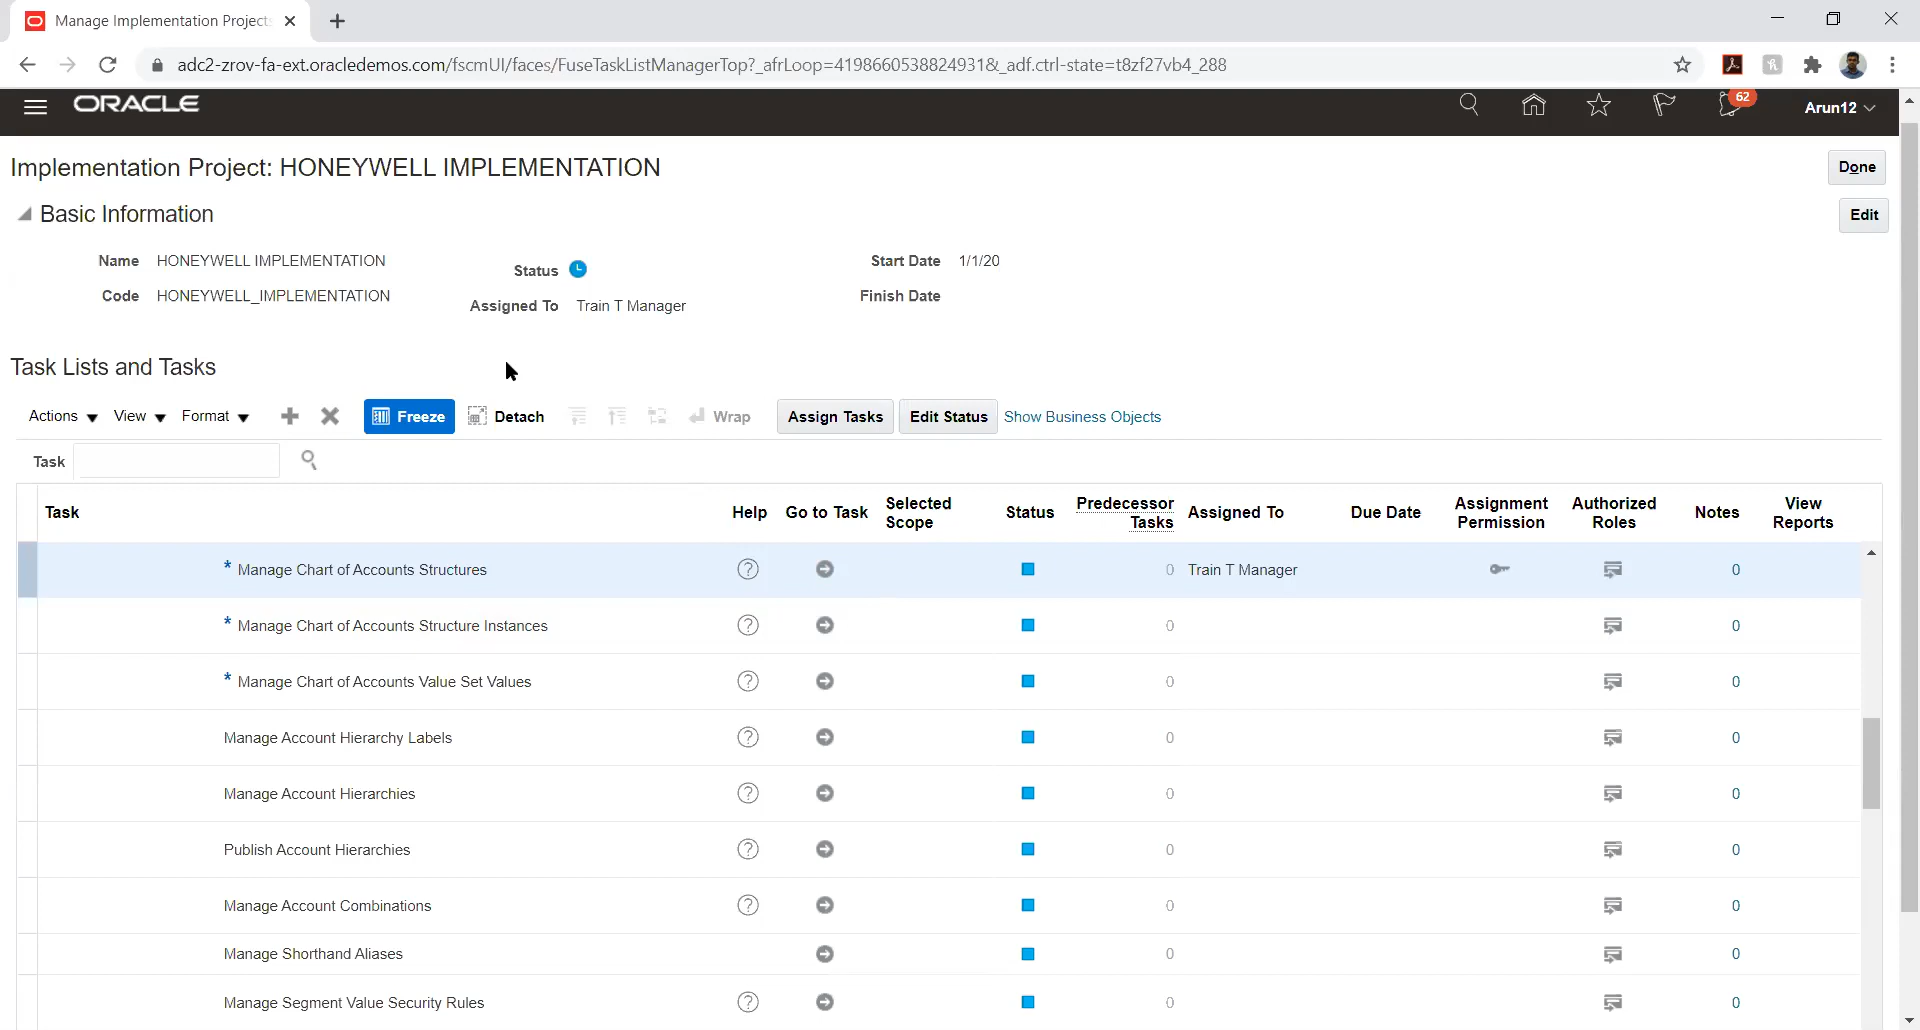 Manage Implementation Projects
adc2-zrov-fa-ext.oracledemos.com/fscmUI/faces/FuseTaskListManagerTop?_afrLoop=4198660538824931&_adf.ctrl-state=t8zf27vb4_288
ORACLE
62
Arun12
Implementation Project: HONEYWELL IMPLEMENTATION
Done
Basic Information
Edit
Name HONEYWELL IMPLEMENTATION
Status
Start Date 1/1/20
Code HONEYWELL_IMPLEMENTATION
Assigned To Train T Manager
Finish Date
Task Lists and Tasks
Actions View Format Freeze Detach Wrap Assign Tasks Edit Status Show Business Objects
Task
Task Help Go to Task Selected Scope Status Predecessor Tasks Assigned To Due Date Assignment Permission Authorized Roles Notes View Reports
* Manage Chart of Accounts Structures ? 0 Train T Manager 0
* Manage Chart of Accounts Structure Instances ? 0 0
* Manage Chart of Accounts Value Set Values ? 0 0
Manage Account Hierarchy Labels ? 0 0
Manage Account Hierarchies ? 0 0
Publish Account Hierarchies ? 0 0
Manage Account Combinations ? 0 0
Manage Shorthand Aliases 0 0
Manage Segment Value Security Rules ? 0 0